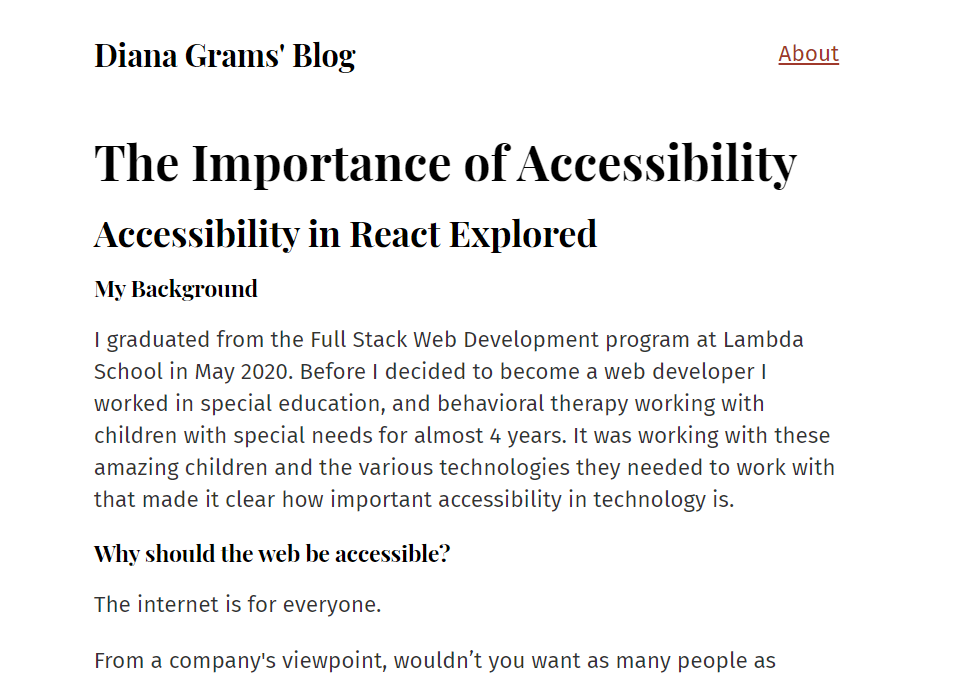 Diana Grams' Blog
About
The Importance of Accessibility
Accessibility in React Explored
My Background
I graduated from the Full Stack Web Development program at Lambda
School in May 2020. Before I decided to become a web developer I
worked in special education, and behavioral therapy working with
children with special needs for almost 4 years. It was working with these
amazing children and the various technologies they needed to work with
that made it clear how important accessibility in technology is.
Why should the web be accessible?
The internet is for everyone.
From a company's viewpoint, wouldn’t you want as many people as